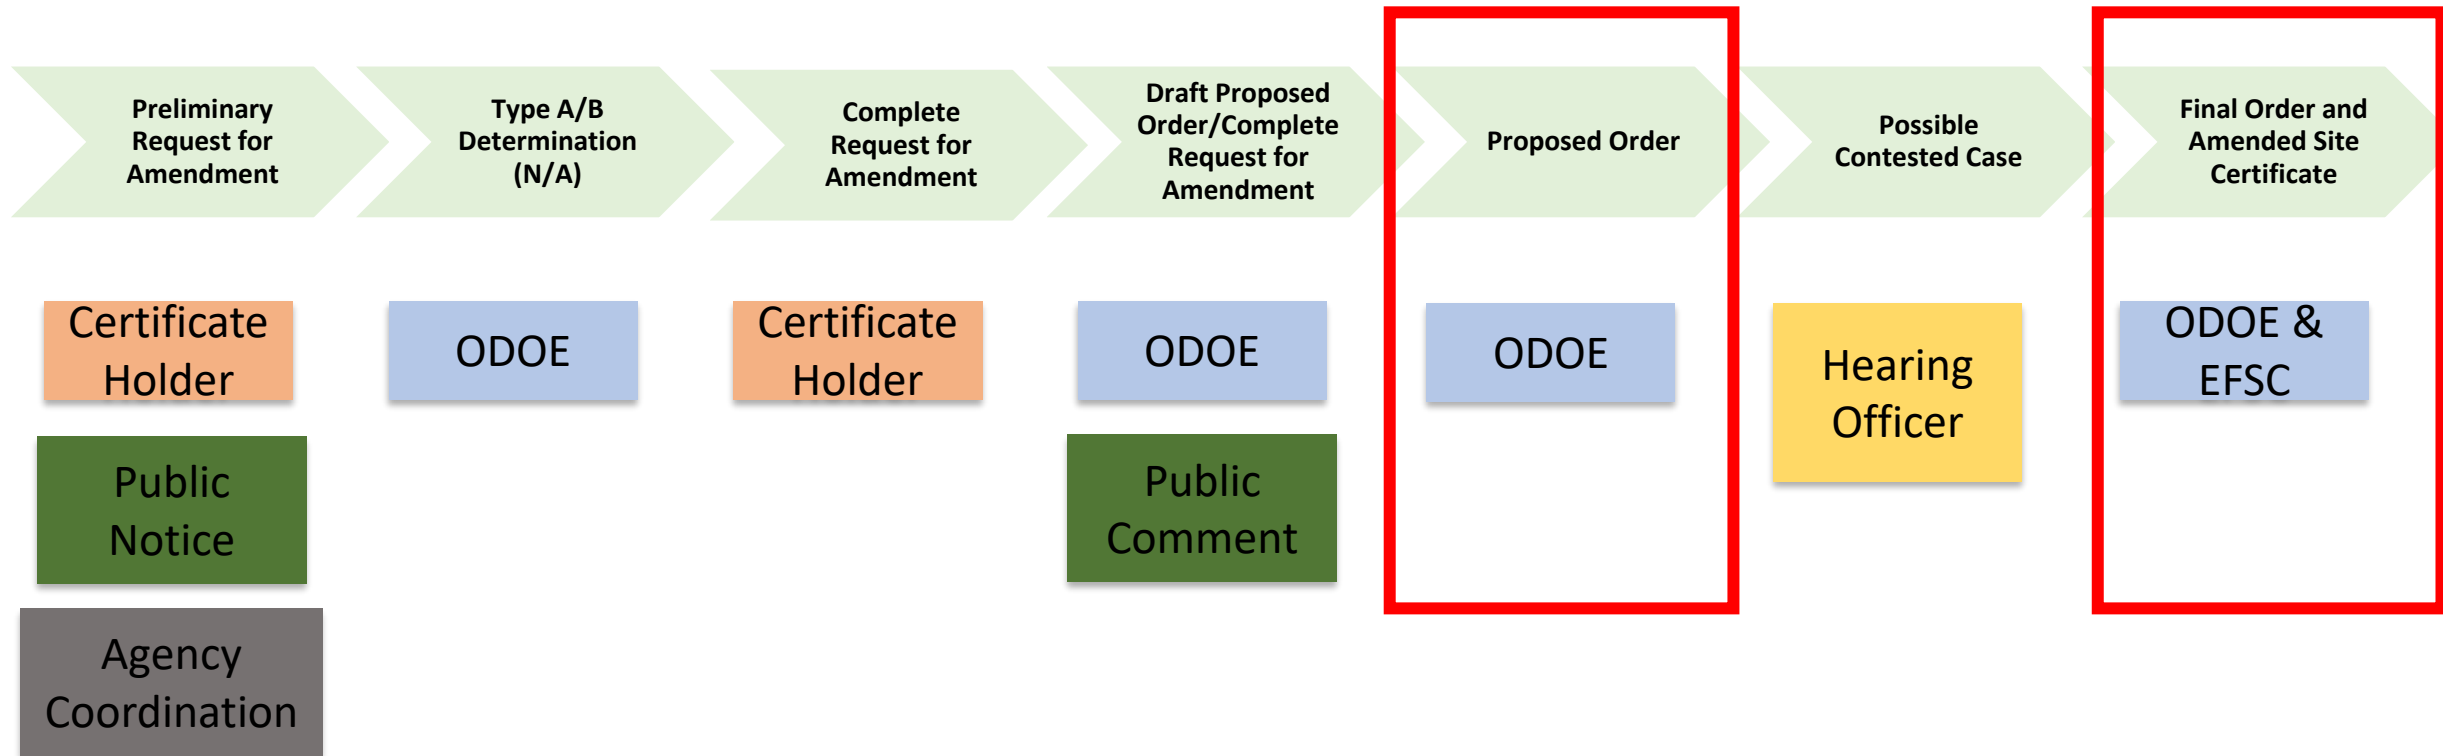 Preliminary
Request for
Amendment
Type A/B
Determination
(N/A)
Complete
Request for
Amendment
Draft Proposed
Order/Complete
Request for
Amendment
Proposed Order
Possible
Contested Case
Final Order and
Amended Site
Certificate
Certificate
Holder
ODOE
Certificate
Holder
ODOE
ODOE
Hearing
Officer
ODOE &
EFSC
Public
Notice
Public
Comment
Agency
Coordination